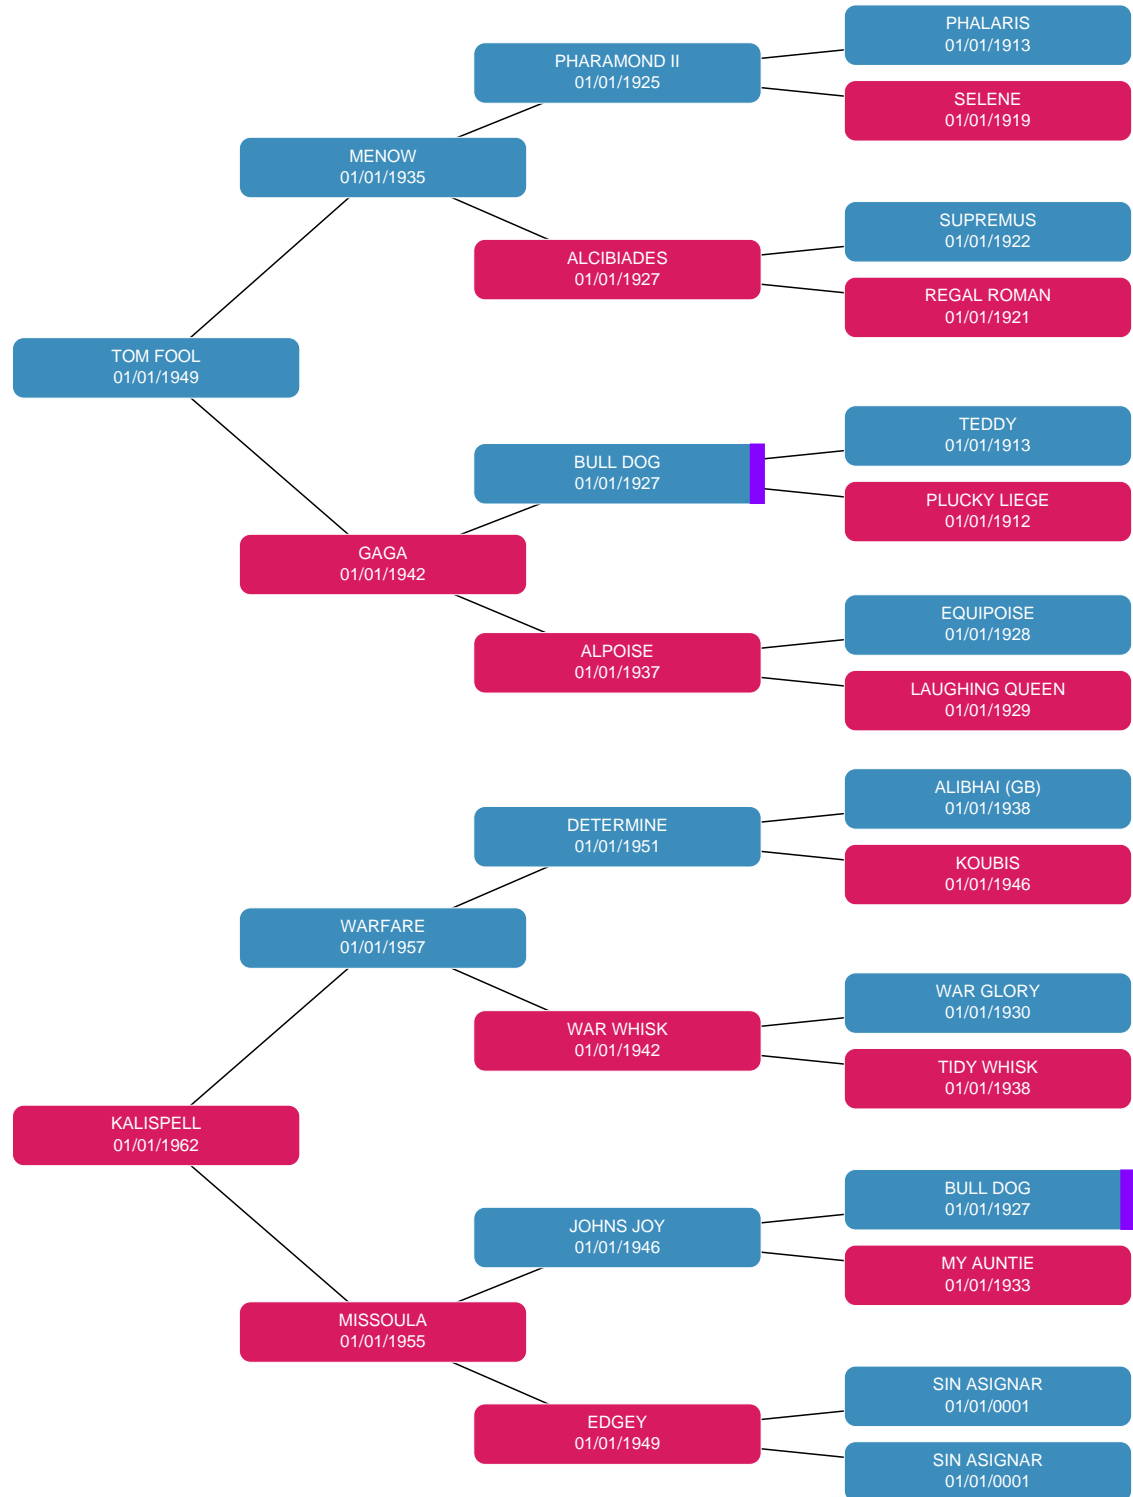 PHALARIS
01/01/1913
PHARAMOND II
01/01/1925
SELENE
01/01/1919
MENOW
01/01/1935
SUPREMUS
01/01/1922
ALCIBIADES
01/01/1927
REGAL ROMAN
01/01/1921
TOM FOOL
01/01/1949
TEDDY
01/01/1913
BULL DOG
01/01/1927
PLUCKY LIEGE
01/01/1912
GAGA
01/01/1942
EQUIPOISE
01/01/1928
ALPOISE
01/01/1937
LAUGHING QUEEN
01/01/1929
ALIBHAI (GB)
01/01/1938
DETERMINE
01/01/1951
KOUBIS
01/01/1946
WARFARE
01/01/1957
WAR GLORY
01/01/1930
WAR WHISK
01/01/1942
TIDY WHISK
01/01/1938
KALISPELL
01/01/1962
BULL DOG
01/01/1927
JOHNS JOY
01/01/1946
MY AUNTIE
01/01/1933
MISSOULA
01/01/1955
SIN ASIGNAR
01/01/0001
EDGEY
01/01/1949
SIN ASIGNAR
01/01/0001